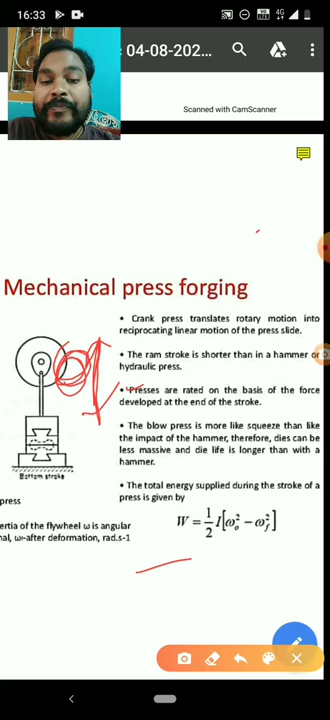 16:33
4G
04-08-202...
Scanned with CamScanner
Mechanical press forging
• Crank press translates rotary motion into
reciprocating linear motion of the press slide.
• The ram stroke is shorter than in a hammer or
hydraulic press.
• Presses are rated on the basis of the force
developed at the end of the stroke.
• The blow press is more like squeeze than like
the impact of the hammer, therefore, dies can be
less massive and die life is longer than with a
hammer.
• The total energy supplied during the stroke of a
press is given by
Bottom stroke
press
ertia of the flywheel ω is angular
nal, ωf-after deformation, rad.s-1
W = 1/2 I[ω²ₒ − ω²f]